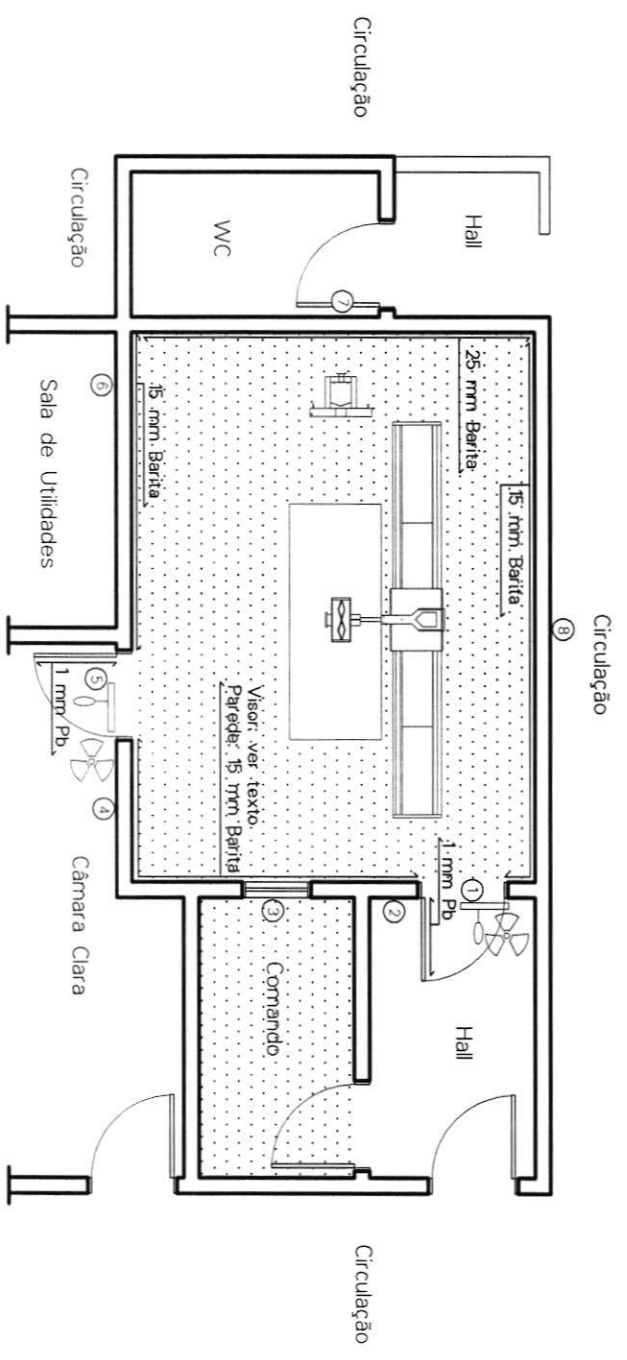 Circulação
8
15 mm Barita
25 mm Barita
Hall
1
Hall
1 mm Pb
2
Circulação
Circulação
7
3
Comando
Visor: ver texto
Parede: 15 mm Barita
WC
15 mm Barita
6
4
5
Circulação
Câmara Clara
1 mm Pb
Sala de Utilidades